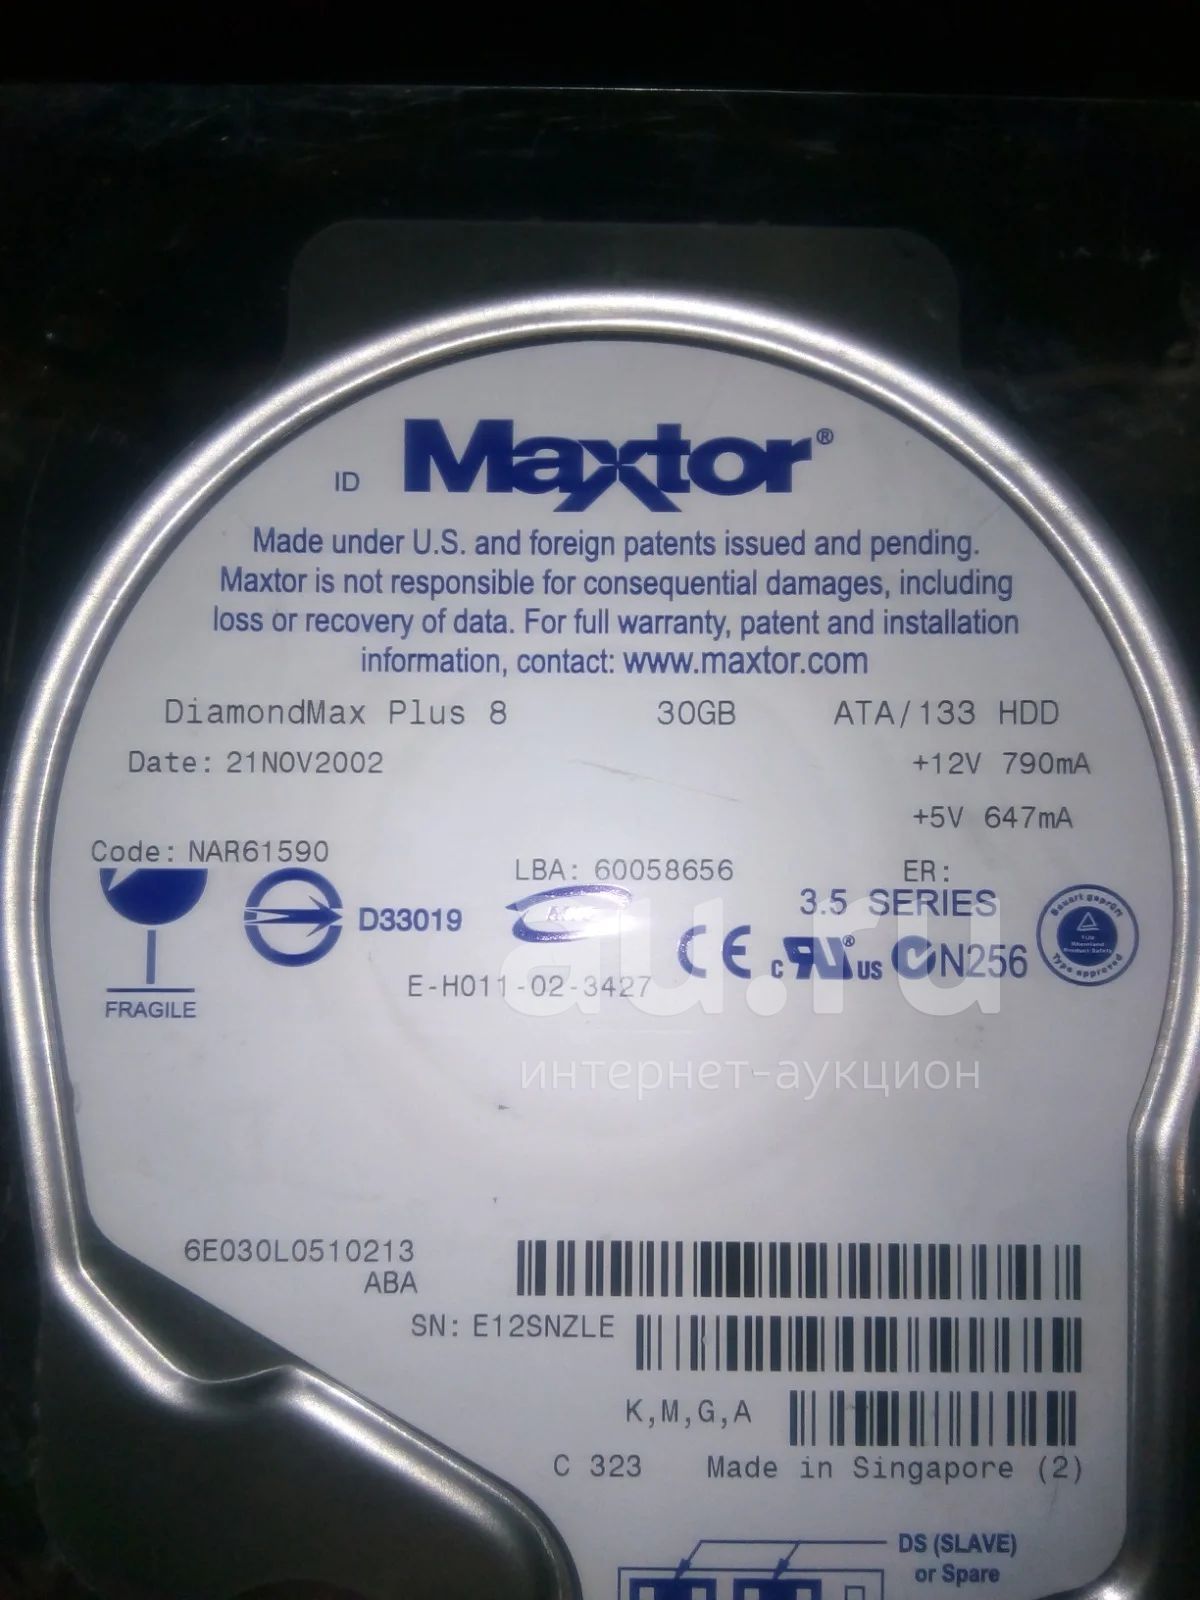 ID Maxtor®
Made under U.S. and foreign patents issued and pending.
Maxtor is not responsible for consequential damages, including
loss or recovery of data. For full warranty, patent and installation
information, contact: www.maxtor.com
DiamondMax Plus 8 30GB ATA/133 HDD
Date: 21NOV2002 +12V 790mA
+5V 647mA
Code: NAR61590
LBA: 60058656 ER:
3.5 SERIES
D33019
CE c ® US N256
Bauart geprüft
Type approved
E-H011-02-3427
FRAGILE
au.ru
интернет-аукцион
6E030L0510213
ABA
SN: E12SNZLE
K,M,G,A
C 323 Made in Singapore (2)
DS (SLAVE)
or Spare